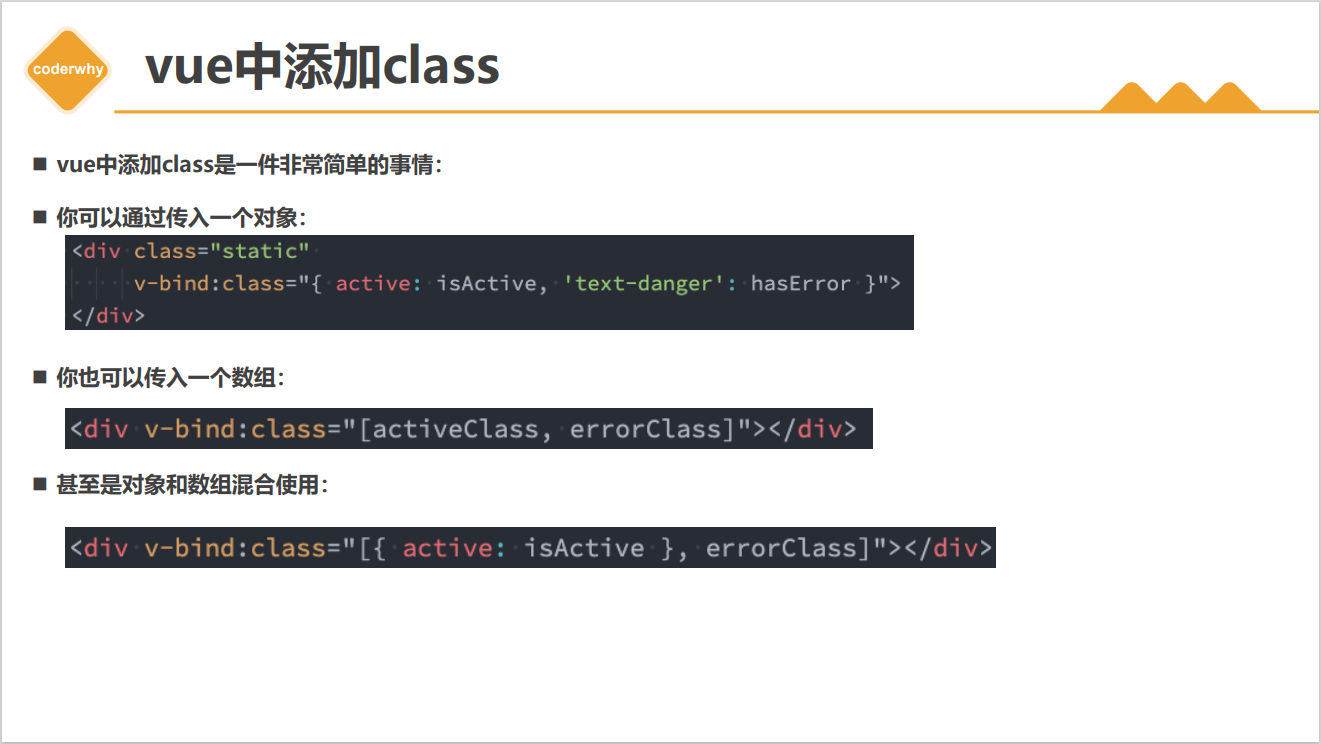 coderwhy
vue中添加class
vue中添加class是一件非常简单的事情：
你可以通过传入一个对象：
<div class="static"
v-bind:class="{ active: isActive, 'text-danger': hasError }">
</div>
你也可以传入一个数组：
<div v-bind:class="[activeClass, errorClass]"></div>
甚至是对象和数组混合使用：
<div v-bind:class="[{ active: isActive }, errorClass]"></div>